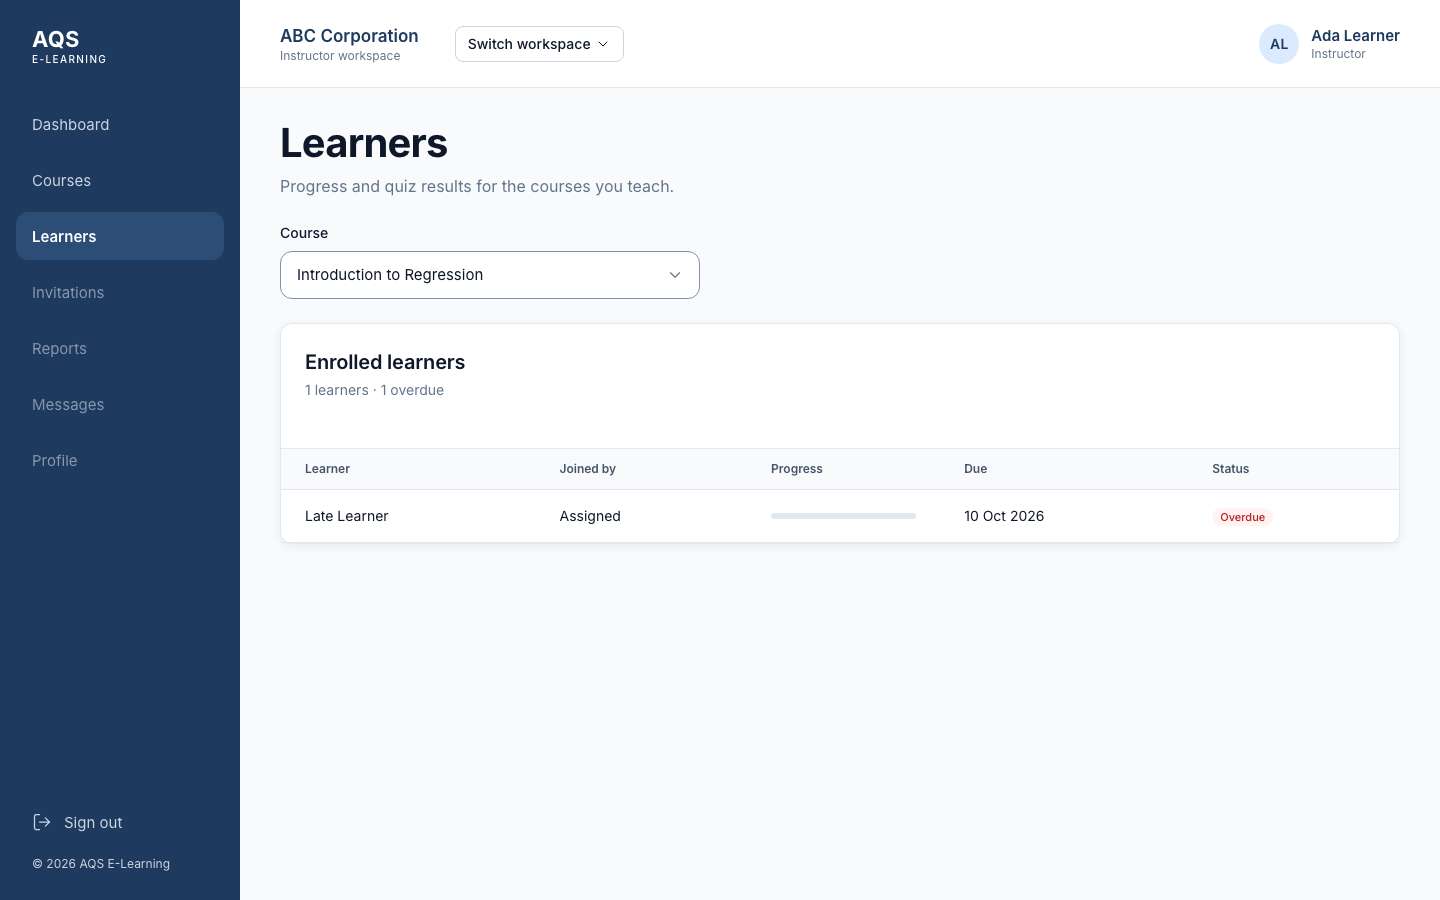 AQS
E-LEARNING
Dashboard
Courses
Learners
Invitations
Reports
Messages
Profile
Sign out
© 2026 AQS E-Learning
ABC Corporation
Instructor workspace
Switch workspace
AL
Ada Learner
Instructor
Learners
Progress and quiz results for the courses you teach.
Course
Introduction to Regression
Enrolled learners
1 learners · 1 overdue
Learner Joined by Progress Due Status
Late Learner Assigned 10 Oct 2026 Overdue